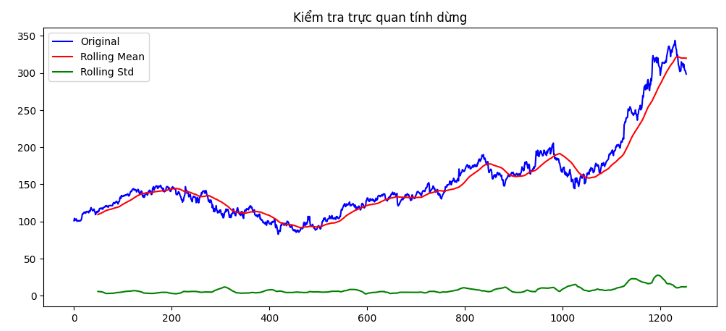 Kiểm tra trực quan tính dừng
Original
Rolling Mean
Rolling Std
350
300
250
200
150
100
50
0
0 200 400 600 800 1000 1200